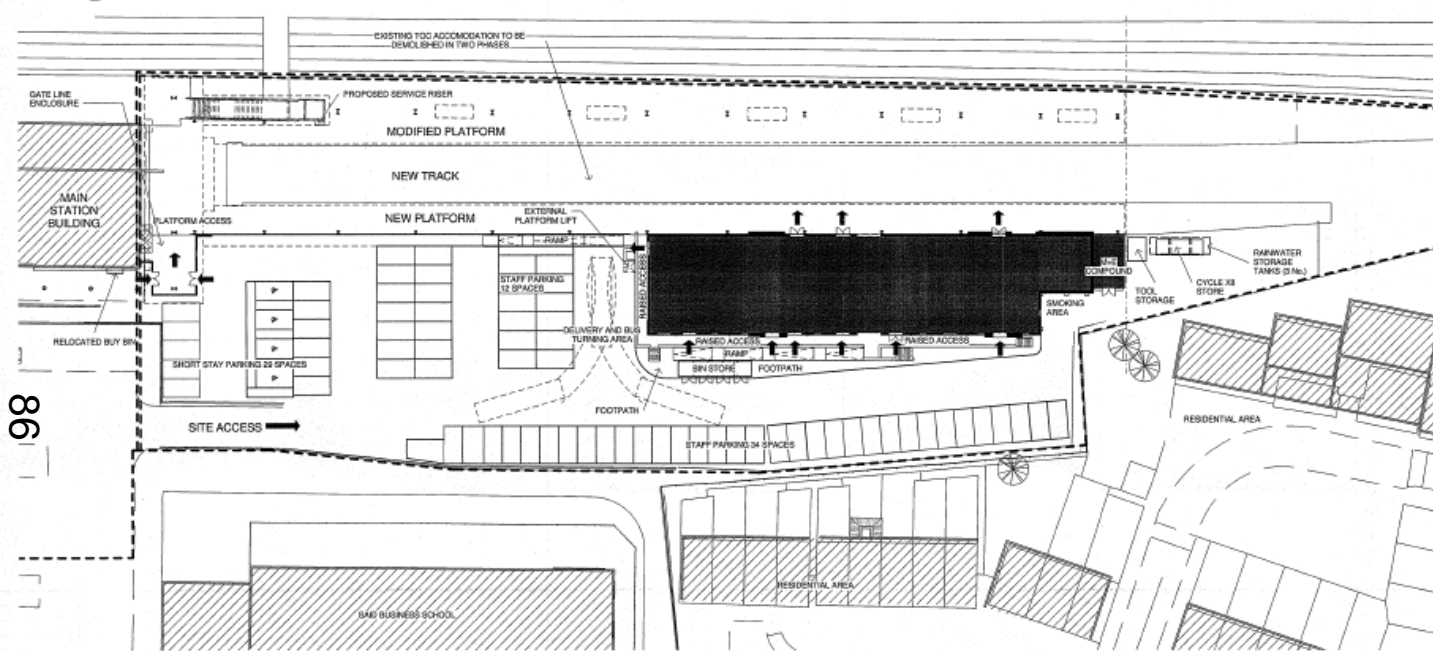 EXISTING TOC ACCOMODATION TO BE
DEMOLISHED IN TWO PHASES
GATE LINE
ENCLOSURE
PROPOSED SERVICE RISER
MODIFIED PLATFORM
NEW TRACK
MAIN
STATION
BUILDING
PLATFORM ACCESS
NEW PLATFORM
EXTERNAL
PLATFORM LIFT
RAMP
RAISED ACCESS
M+E
COMPOUND
RAINWATER
STORAGE
TANKS (3 No.)
CYCLE X8
STORE
TOOL
STORAGE
SMOKING
AREA
STAFF PARKING
12 SPACES
DELIVERY AND BUS
TURNING AREA
RAISED ACCESS
RAISED ACCESS
RAMP
BIN STORE
FOOTPATH
RELOCATED BUY BIN
SHORT STAY PARKING 29 SPACES
FOOTPATH
SITE ACCESS
STAFF PARKING 34 SPACES
RESIDENTIAL AREA
RESIDENTIAL AREA
SAID BUSINESS SCHOOL
86